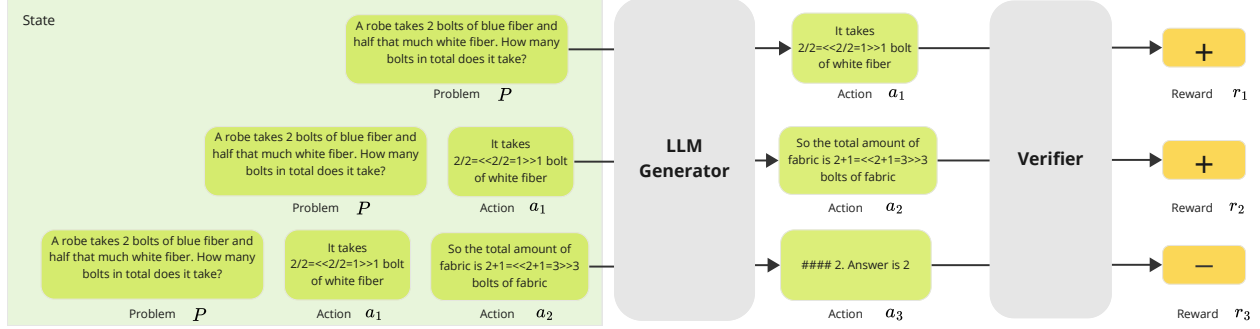 State
A robe takes 2 bolts of blue fiber and
half that much white fiber. How many
bolts in total does it take?
Problem P
It takes
2/2=<<2/2=1>>1 bolt
of white fiber
Action a₁
+
Reward r₁
A robe takes 2 bolts of blue fiber and
half that much white fiber. How many
bolts in total does it take?
Problem P
It takes
2/2=<<2/2=1>>1 bolt
of white fiber
Action a₁
LLM
Generator
So the total amount of
fabric is 2+1=<<2+1=3>>3
bolts of fabric
Action a₂
Verifier
+
Reward r₂
A robe takes 2 bolts of blue fiber and
half that much white fiber. How many
bolts in total does it take?
Problem P
It takes
2/2=<<2/2=1>>1 bolt
of white fiber
Action a₁
So the total amount of
fabric is 2+1=<<2+1=3>>3
bolts of fabric
Action a₂
#### 2. Answer is 2
Action a₃
−
Reward r₃